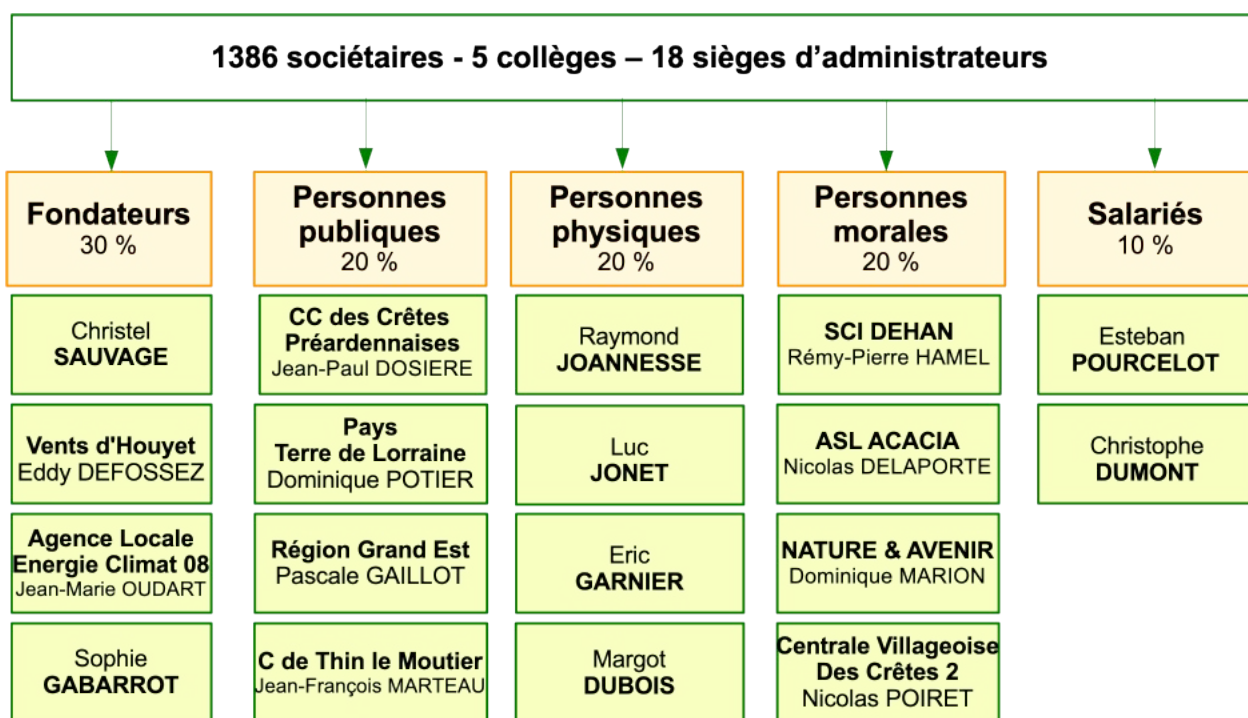 1386 sociétaires - 5 collèges – 18 sièges d’administrateurs
Fondateurs
30 %
Christel
SAUVAGE
Vents d'Houyet
Eddy DEFOSSEZ
Agence Locale
Energie Climat 08
Jean-Marie OUDART
Sophie
GABARROT
Personnes
publiques
20 %
CC des Crêtes
Préardennaises
Jean-Paul DOSIERE
Pays
Terre de Lorraine
Dominique POTIER
Région Grand Est
Pascale GAILLOT
C de Thin le Moutier
Jean-François MARTEAU
Personnes
physiques
20 %
Raymond
JOANNESSE
Luc
JONET
Eric
GARNIER
Margot
DUBOIS
Personnes
morales
20 %
SCI DEHAN
Rémy-Pierre HAMEL
ASL ACACIA
Nicolas DELAPORTE
NATURE & AVENIR
Dominique MARION
Centrale Villageoise
Des Crêtes 2
Nicolas POIRET
Salariés
10 %
Esteban
POURCELOT
Christophe
DUMONT